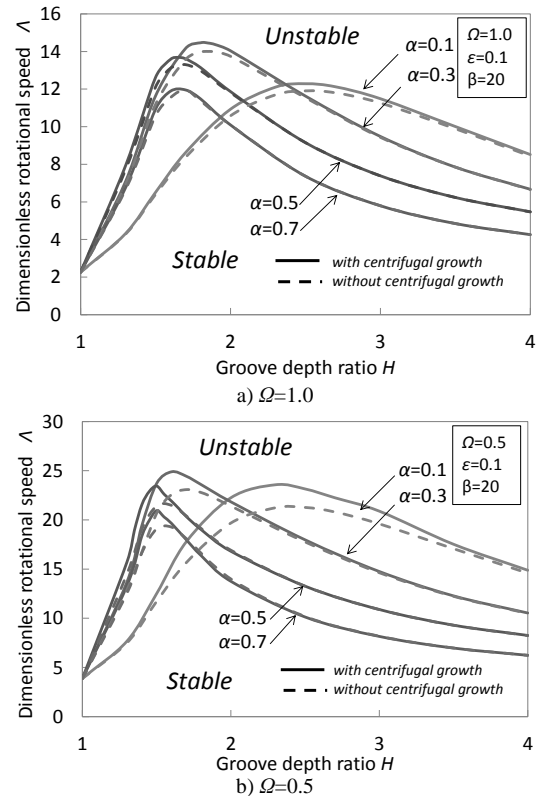 16
14
12
10
8
6
4
2
0
Dimensionless rotational speed Λ
Unstable
α=0.1
α=0.3
Ω=1.0
ε=0.1
β=20
α=0.5
α=0.7
Stable
with centrifugal growth
without centrifugal growth
1 2 3 4
Groove depth ratio H
a) Ω=1.0
30
25
20
15
10
5
0
Dimensionless rotational speed Λ
Unstable
α=0.1
α=0.3
Ω=0.5
ε=0.1
β=20
α=0.5
α=0.7
Stable
with centrifugal growth
without centrifugal growth
1 2 3 4
Groove depth ratio H
b) Ω=0.5